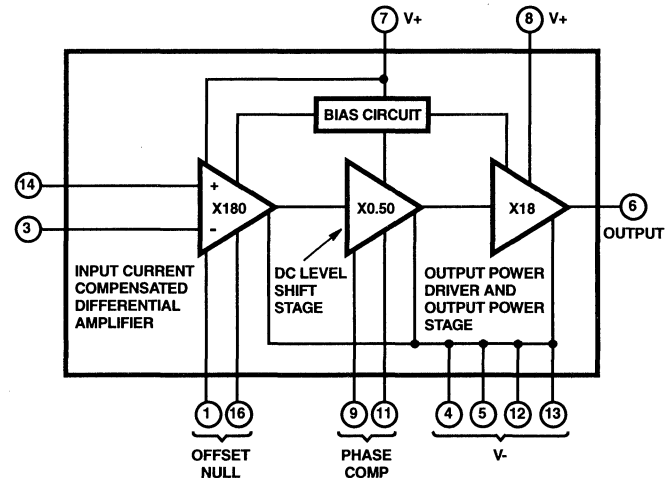 7 V+
8 V+
BIAS CIRCUIT
14
+
X180
X0.50
X18
6
3
-
OUTPUT
INPUT CURRENT
COMPENSATED
DIFFERENTIAL
AMPLIFIER
DC LEVEL
SHIFT
STAGE
OUTPUT POWER
DRIVER AND
OUTPUT POWER
STAGE
1 16
9 11
4 5 12 13
OFFSET
NULL
PHASE
COMP
V-